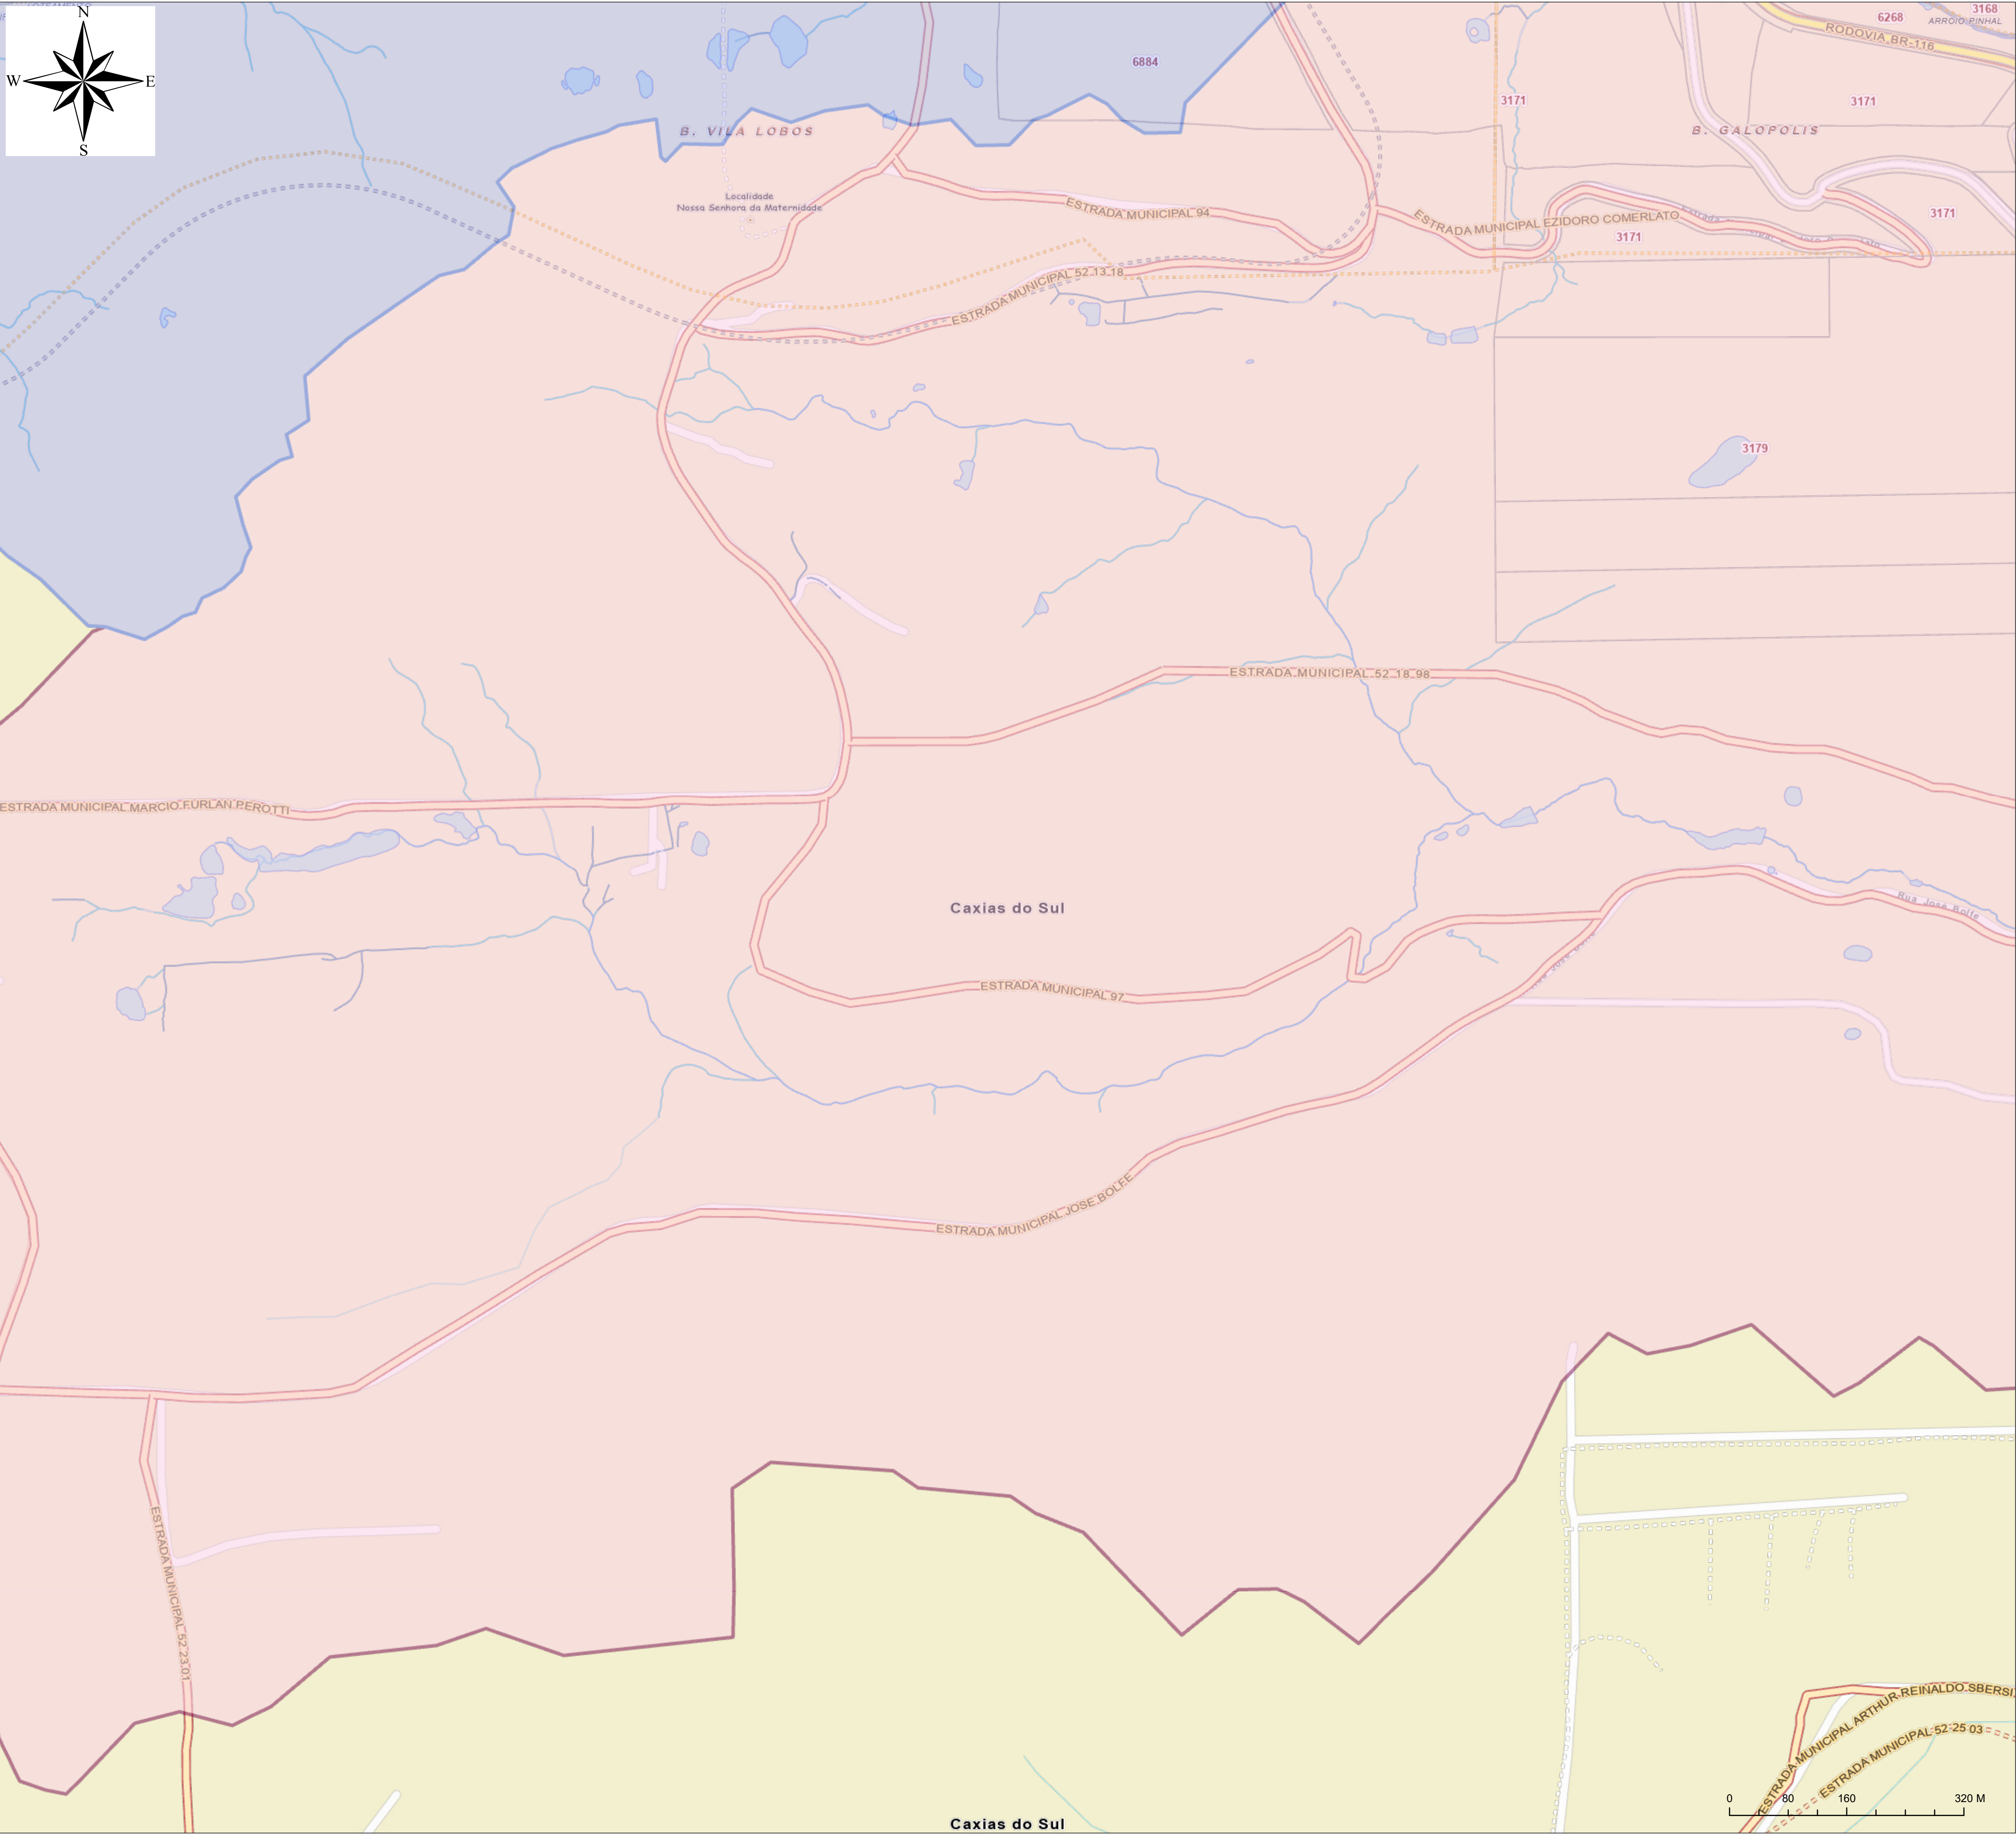 N
W E
S
6268
3168
ARROIO PINHAL
RODOVIA BR-116
6884
3171
3171
B. VILA LOBOS
B. GALOPOLIS
Localidade
Nossa Senhora da Maternidade
ESTRADA MUNICIPAL 94
ESTRADA MUNICIPAL EZIDORO COMERLATO
3171
3171
ESTRADA MUNICIPAL 52 13 18
3179
ESTRADA MUNICIPAL 52 18 98
ESTRADA MUNICIPAL MARCIO FURLAN PEROTTI
Caxias do Sul
Rua José Bolfe
Rua José Bolfe
ESTRADA MUNICIPAL 97
ESTRADA MUNICIPAL JOSE BOLFE
ESTRADA MUNICIPAL 52 23 01
ESTRADA MUNICIPAL ARTHUR REINALDO SBERSI
ESTRADA MUNICIPAL 52 25 03
0 80 160 320 M
Caxias do Sul